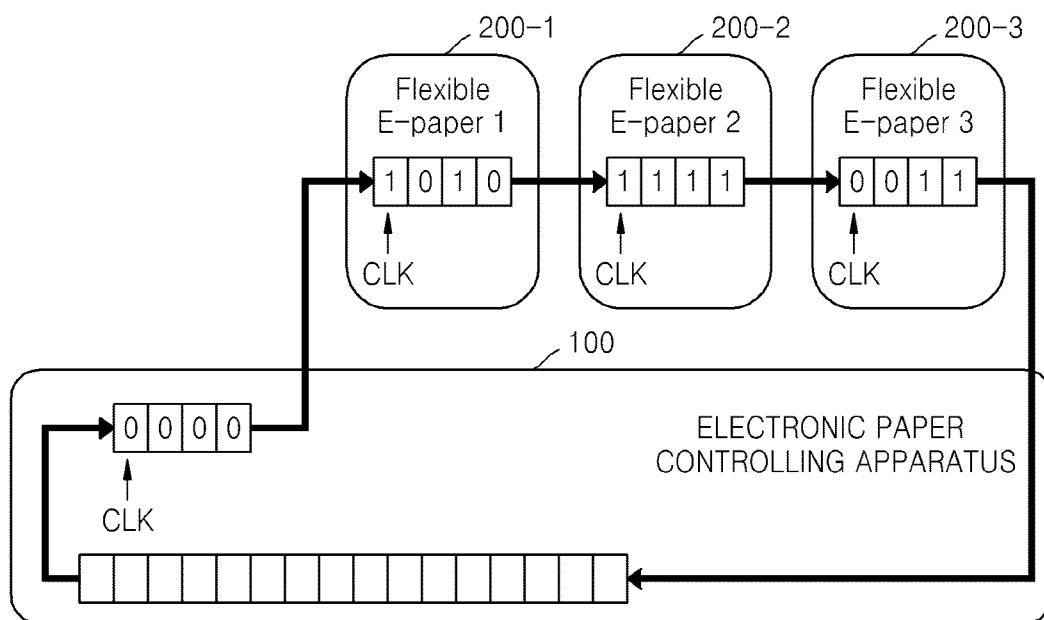 200-1 200-2 200-3
Flexible Flexible Flexible
E-paper 1 E-paper 2 E-paper 3
1 0 1 0 1 1 1 1 0 0 1 1
CLK CLK CLK
100
0 0 0 0
ELECTRONIC PAPER
CONTROLLING APPARATUS
CLK